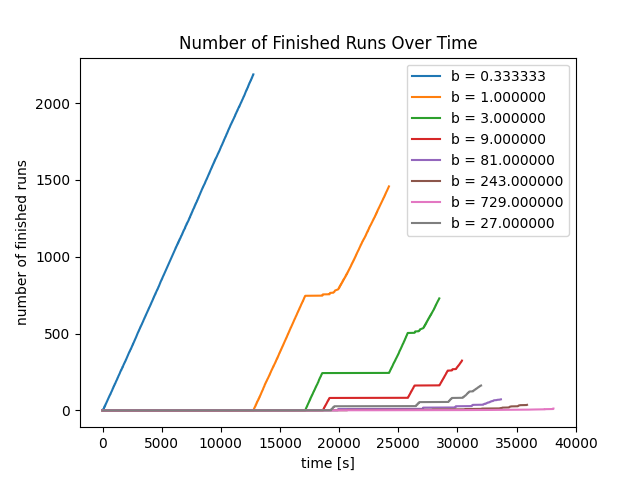 Number of Finished Runs Over Time
number of finished runs
2000
1500
1000
500
0
b = 0.333333
b = 1.000000
b = 3.000000
b = 9.000000
b = 81.000000
b = 243.000000
b = 729.000000
b = 27.000000
0 5000 10000 15000 20000 25000 30000 35000 40000
time [s]